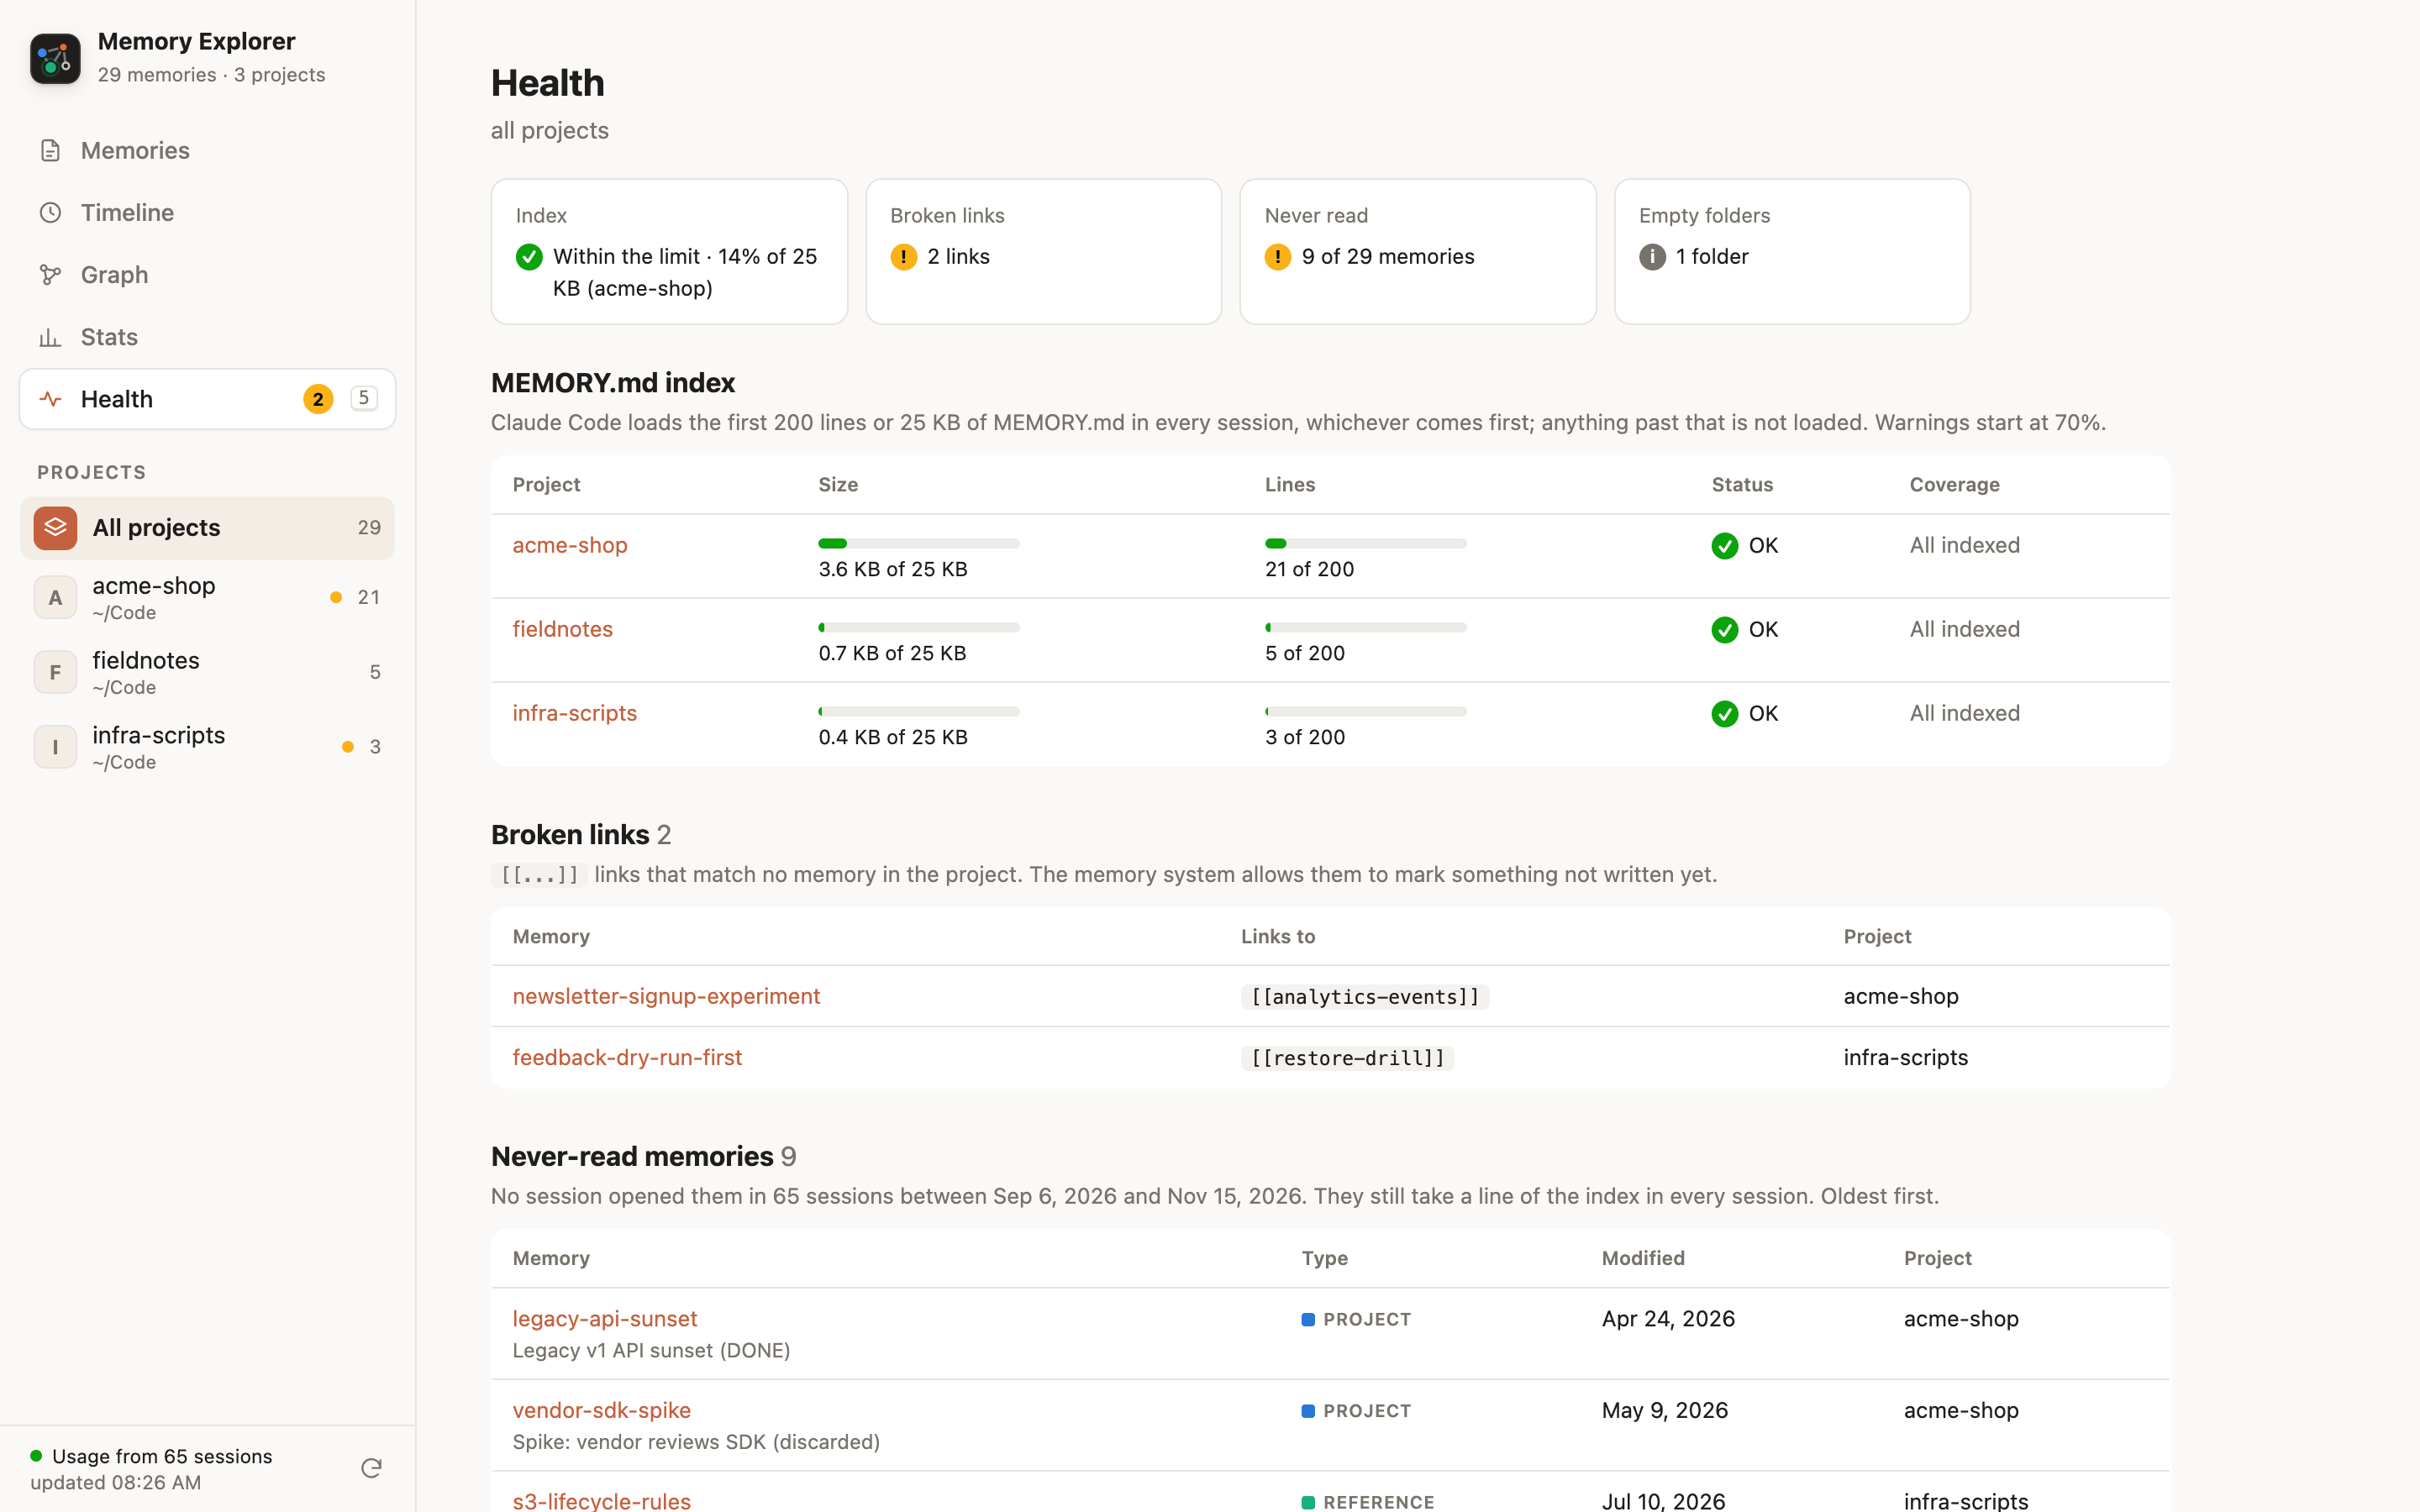 Memory Explorer
29 memories · 3 projects
Memories
Timeline
Graph
Stats
Health 2 5
PROJECTS
All projects 29
A acme-shop 21
~/Code
F fieldnotes 5
~/Code
I infra-scripts 3
~/Code
Usage from 65 sessions
updated 08:26 AM
Health
all projects
Index
Within the limit · 14% of 25
KB (acme-shop)
Broken links
! 2 links
Never read
! 9 of 29 memories
Empty folders
i 1 folder
MEMORY.md index
Claude Code loads the first 200 lines or 25 KB of MEMORY.md in every session, whichever comes first; anything past that is not loaded. Warnings start at 70%.
Project Size Lines Status Coverage
acme-shop 3.6 KB of 25 KB 21 of 200 OK All indexed
fieldnotes 0.7 KB of 25 KB 5 of 200 OK All indexed
infra-scripts 0.4 KB of 25 KB 3 of 200 OK All indexed
Broken links 2
[[...]] links that match no memory in the project. The memory system allows them to mark something not written yet.
Memory Links to Project
newsletter-signup-experiment [[analytics-events]] acme-shop
feedback-dry-run-first [[restore-drill]] infra-scripts
Never-read memories 9
No session opened them in 65 sessions between Sep 6, 2026 and Nov 15, 2026. They still take a line of the index in every session. Oldest first.
Memory Type Modified Project
legacy-api-sunset PROJECT Apr 24, 2026 acme-shop
Legacy v1 API sunset (DONE)
vendor-sdk-spike PROJECT May 9, 2026 acme-shop
Spike: vendor reviews SDK (discarded)
s3-lifecycle-rules REFERENCE Jul 10, 2026 infra-scripts